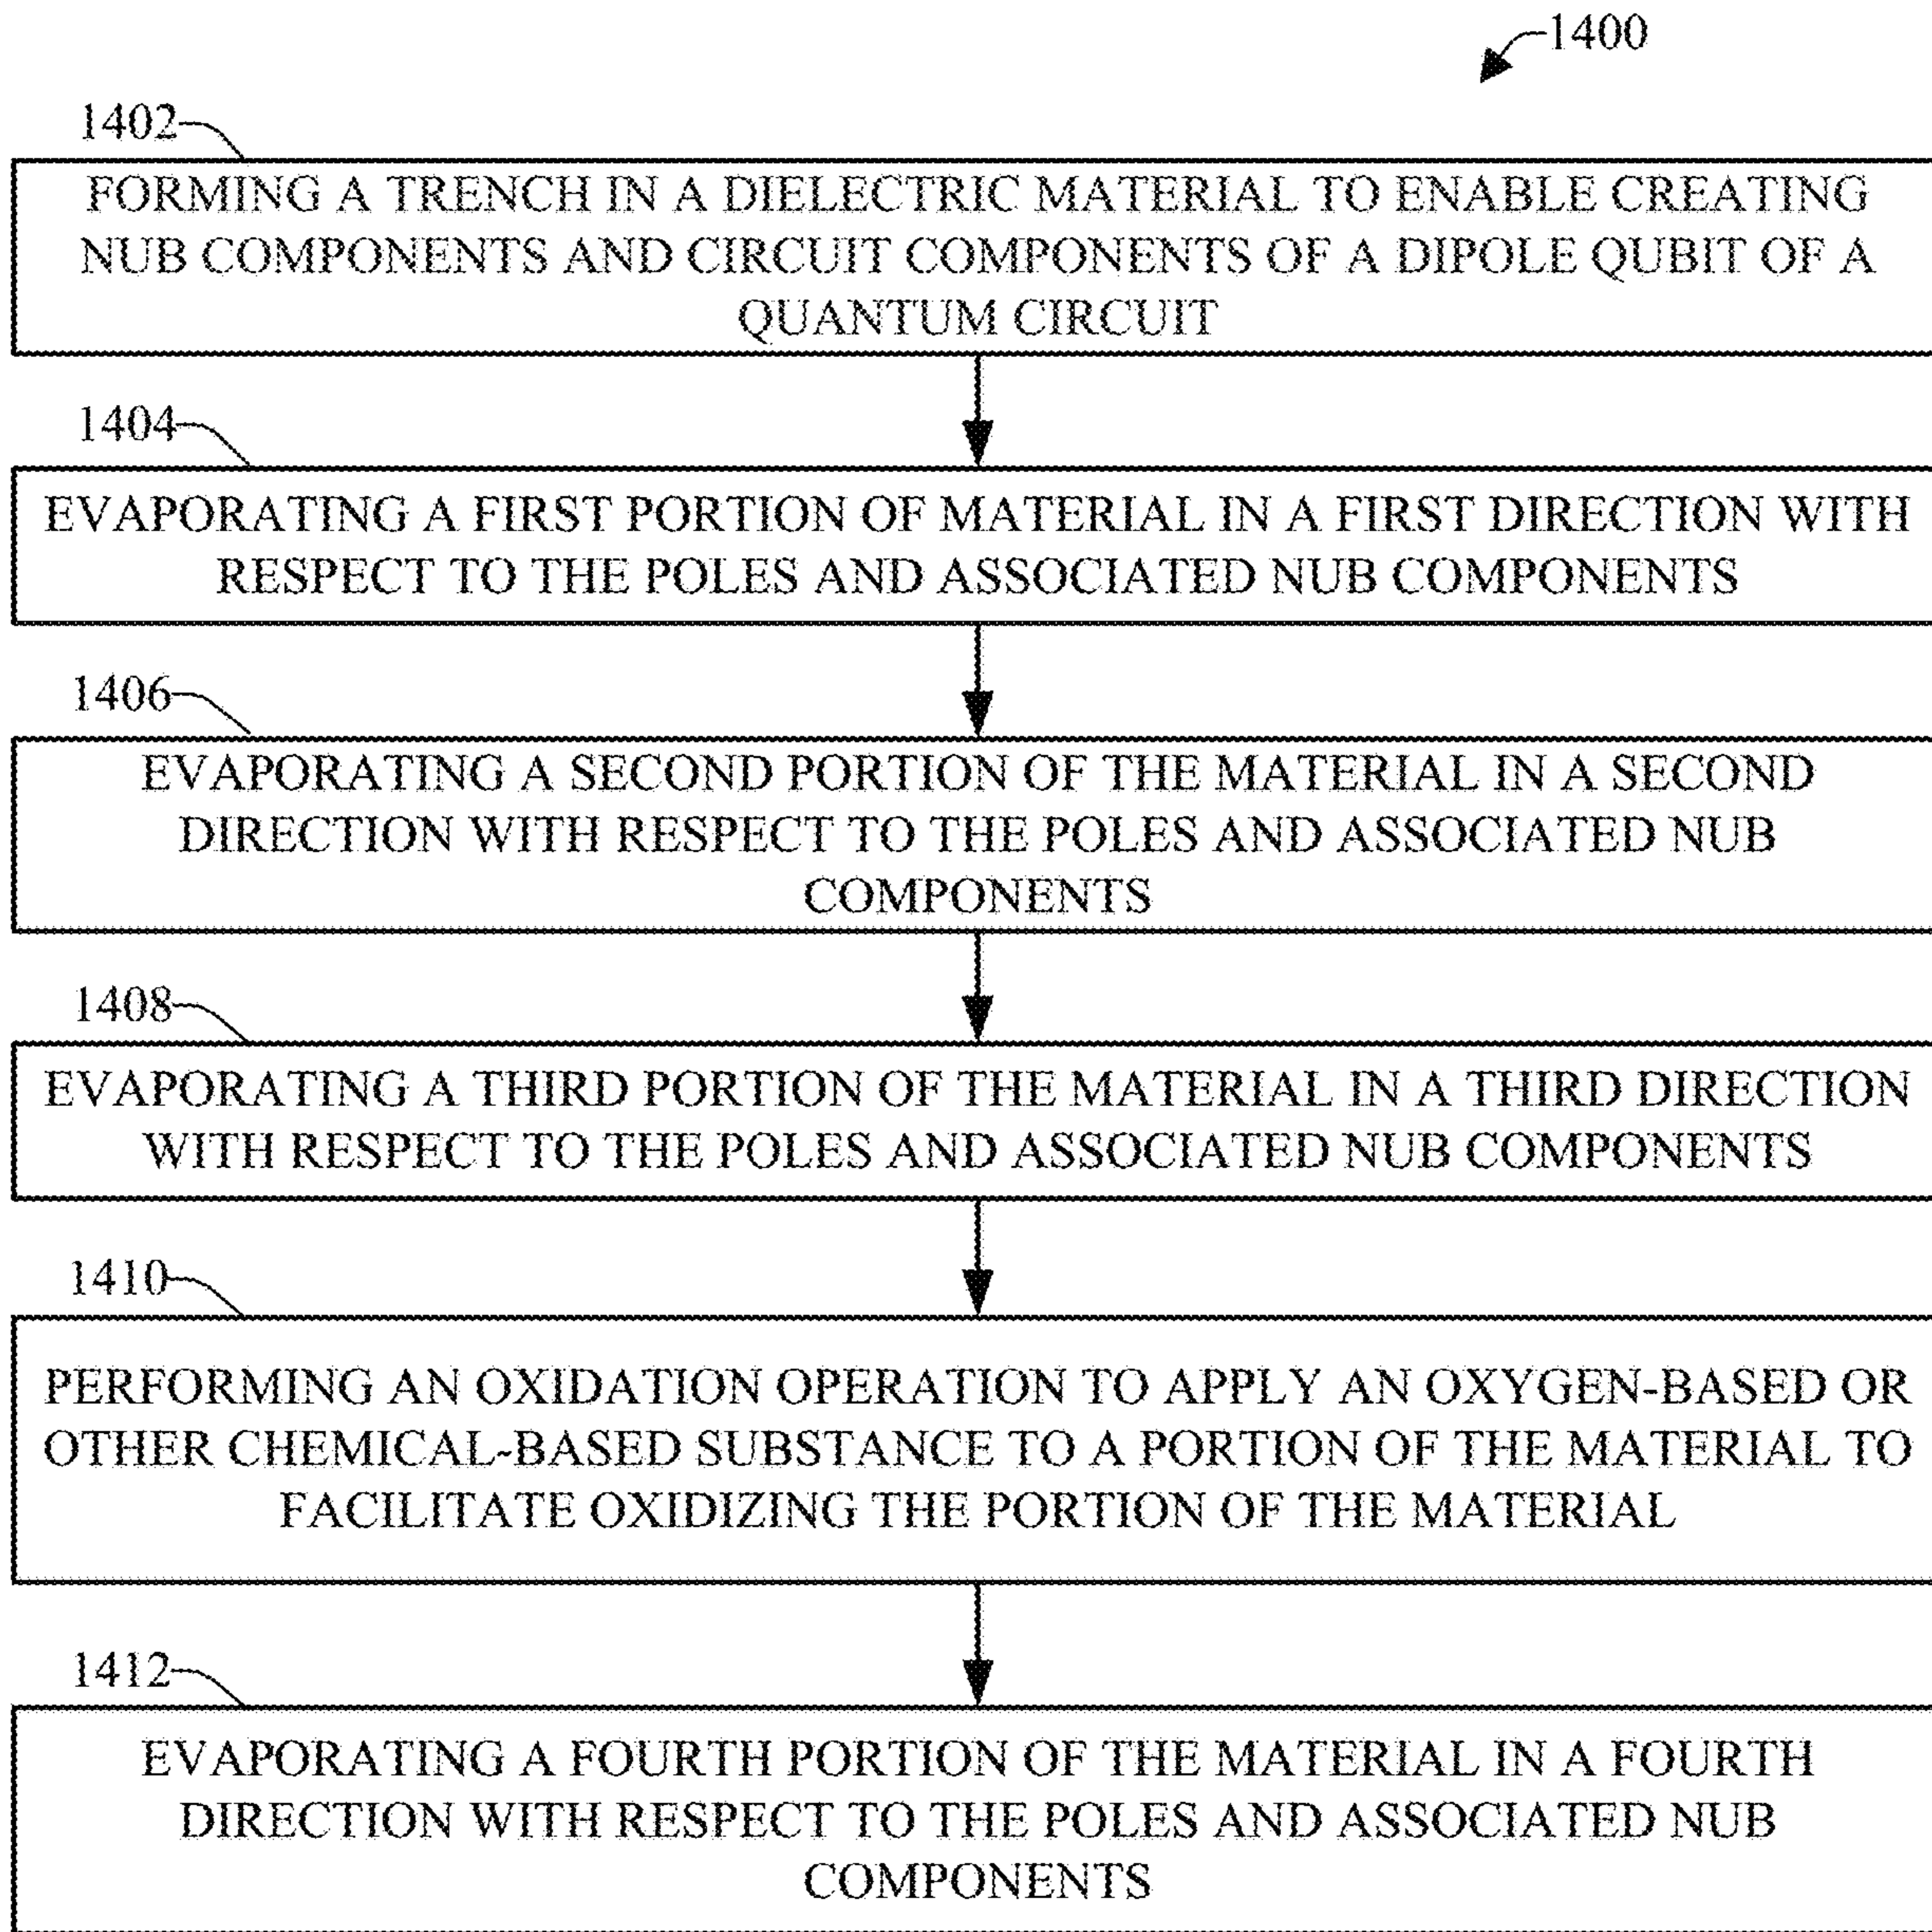 1400
1402
FORMING A TRENCH IN A DIELECTRIC MATERIAL TO ENABLE CREATING
NUB COMPONENTS AND CIRCUIT COMPONENTS OF A DIPOLE QUBIT OF A
QUANTUM CIRCUIT
1404
EVAPORATING A FIRST PORTION OF MATERIAL IN A FIRST DIRECTION WITH
RESPECT TO THE POLES AND ASSOCIATED NUB COMPONENTS
1406
EVAPORATING A SECOND PORTION OF THE MATERIAL IN A SECOND
DIRECTION WITH RESPECT TO THE POLES AND ASSOCIATED NUB
COMPONENTS
1408
EVAPORATING A THIRD PORTION OF THE MATERIAL IN A THIRD DIRECTION
WITH RESPECT TO THE POLES AND ASSOCIATED NUB COMPONENTS
1410
PERFORMING AN OXIDATION OPERATION TO APPLY AN OXYGEN-BASED OR
OTHER CHEMICAL-BASED SUBSTANCE TO A PORTION OF THE MATERIAL TO
FACILITATE OXIDIZING THE PORTION OF THE MATERIAL
1412
EVAPORATING A FOURTH PORTION OF THE MATERIAL IN A FOURTH
DIRECTION WITH RESPECT TO THE POLES AND ASSOCIATED NUB
COMPONENTS